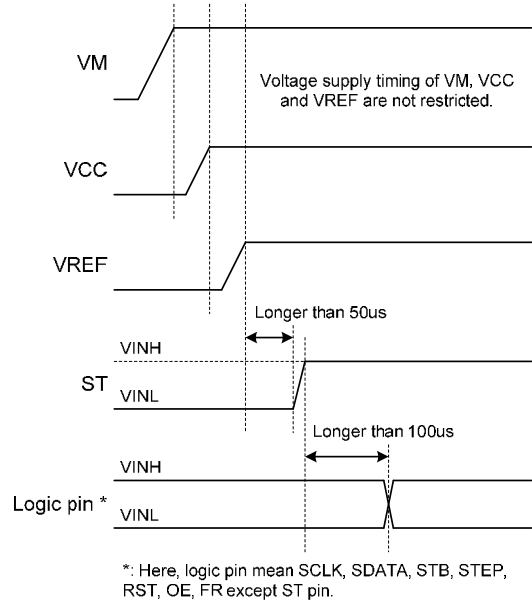 VM
Voltage supply timing of VM, VCC
and VREF are not restricted.
VCC
VREF
Longer than 50us
VINH
ST
VINL
Longer than 100us
VINH
Logic pin *
VINL
*: Here, logic pin mean SCLK, SDATA, STB, STEP,
RST, OE, FR except ST pin.